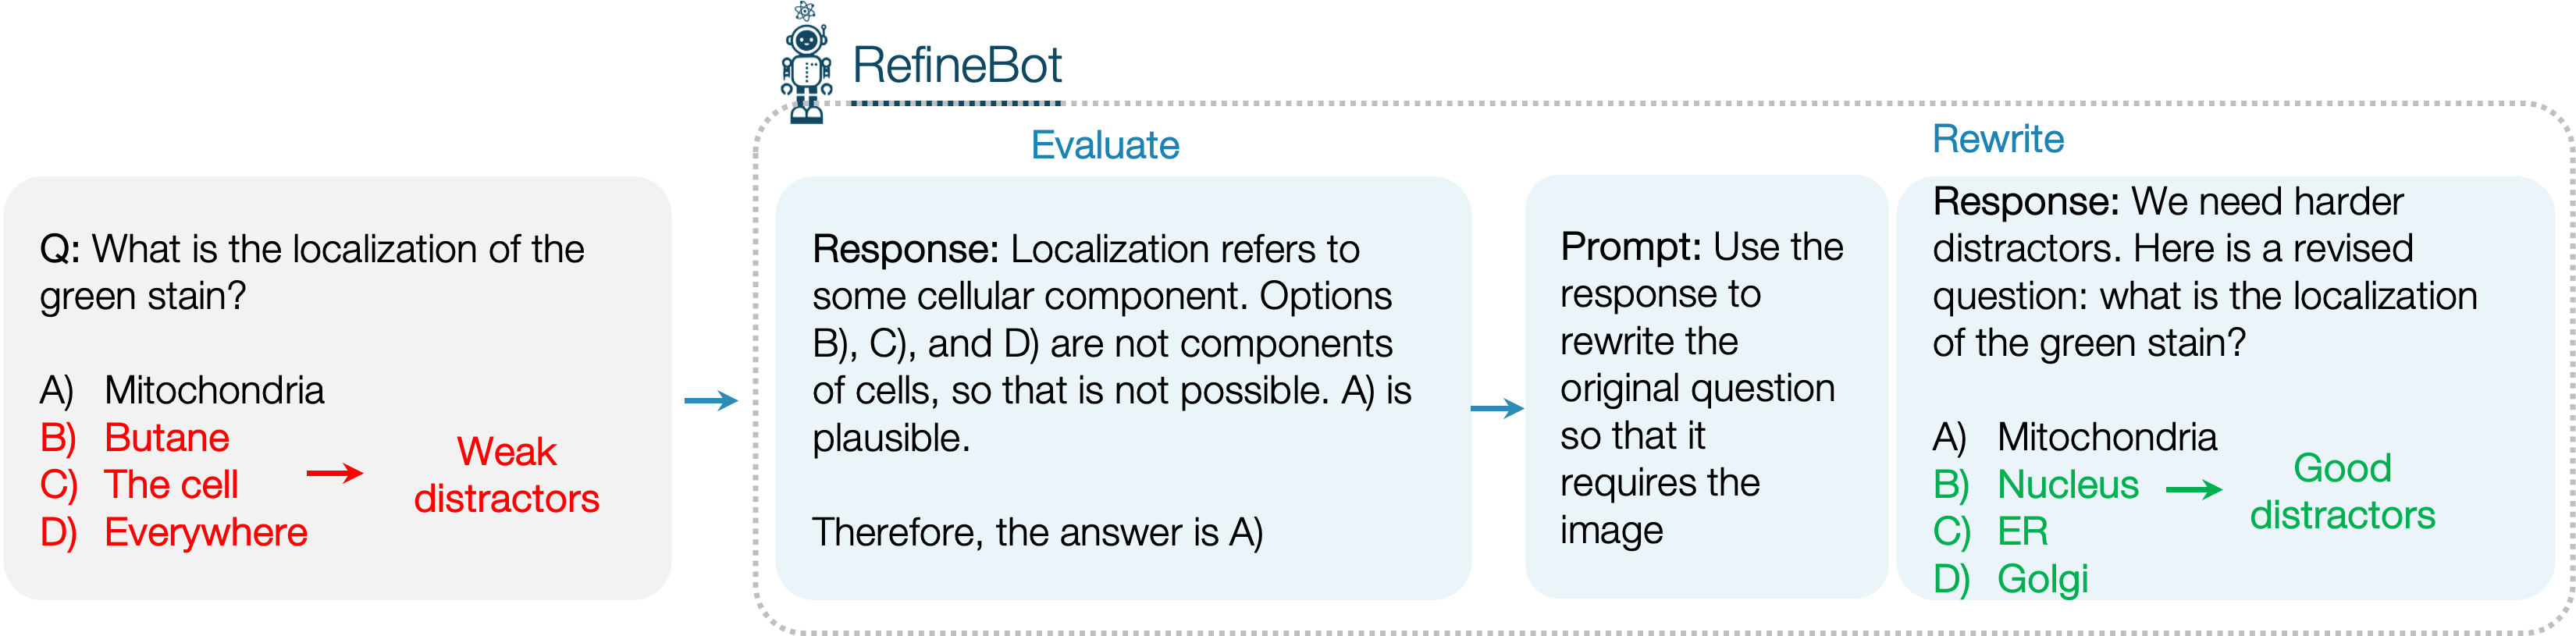 RefineBot
Evaluate
Rewrite
Q: What is the localization of the
green stain?
A) Mitochondria
B) Butane
C) The cell
D) Everywhere
Weak
distractors
Response: Localization refers to
some cellular component. Options
B), C), and D) are not components
of cells, so that is not possible. A) is
plausible.
Therefore, the answer is A)
Prompt: Use the
response to
rewrite the
original question
so that it
requires the
image
Response: We need harder
distractors. Here is a revised
question: what is the localization
of the green stain?
A) Mitochondria
B) Nucleus
C) ER
D) Golgi
Good
distractors